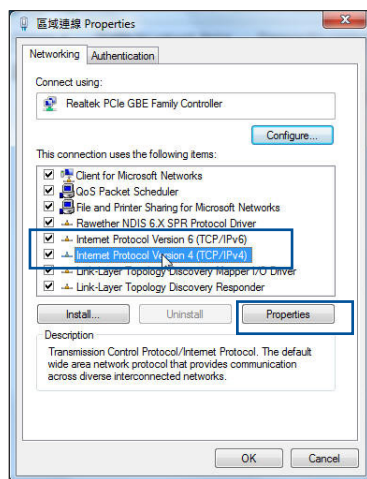 區域連線 Properties
Networking
Authentication
Connect using:
Realtek PCIe GBE Family Controller
Configure...
This connection uses the following items:
Client for Microsoft Networks
QoS Packet Scheduler
File and Printer Sharing for Microsoft Networks
Rawether NDIS 6.X SPR Protocol Driver
Internet Protocol Version 6 (TCP/IPv6)
Internet Protocol Version 4 (TCP/IPv4)
Link-Layer Topology Discovery Mapper I/O Driver
Link-Layer Topology Discovery Responder
Install...
Uninstall
Properties
Description
Transmission Control Protocol/Internet Protocol. The default
wide area network protocol that provides communication
across diverse interconnected networks.
OK
Cancel